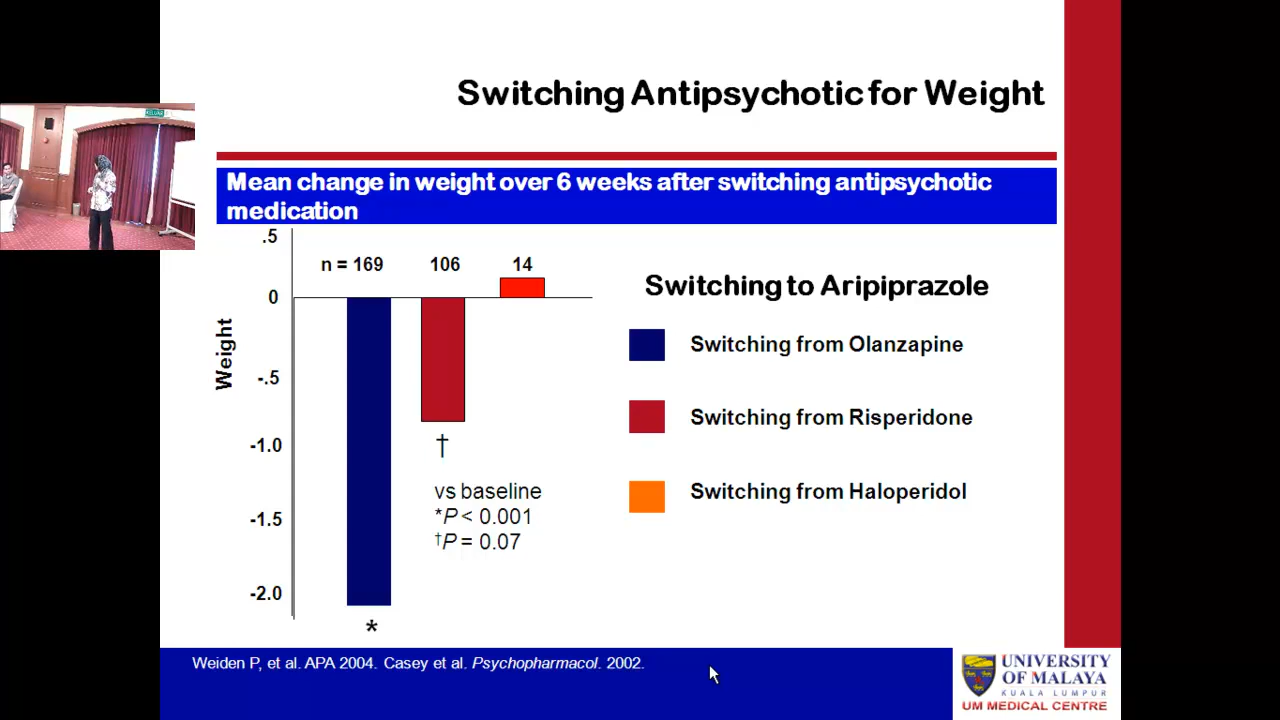 Switching Antipsychotic for Weight
Mean change in weight over 6 weeks after switching antipsychotic
medication
.5
0
-.5
-1.0
-1.5
-2.0
Weight
n = 169
106
14
*
†
vs baseline
*P < 0.001
†P = 0.07
Switching to Aripiprazole
Switching from Olanzapine
Switching from Risperidone
Switching from Haloperidol
Weiden P, et al. APA 2004. Casey et al. Psychopharmacol. 2002.
UNIVERSITY
OF MALAYA
KUALA LUMPUR
UM MEDICAL CENTRE